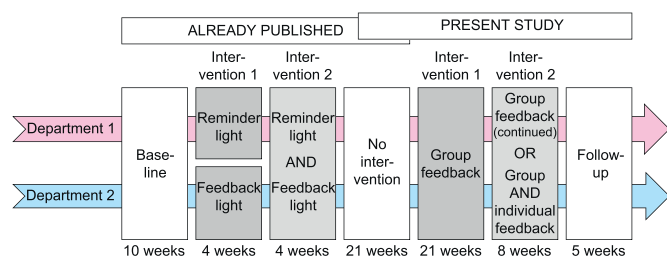 ALREADY PUBLISHED
PRESENT STUDY
Inter-
vention 1
Inter-
vention 2
Inter-
vention 1
Inter-
vention 2
Department 1
Department 2
Base-
line
Reminder
light
Feedback
light
Reminder
light
AND
Feedback
light
No
inter-
vention
Group
feedback
Group
feedback
(continued)
OR
Group
AND
individual
feedback
Follow-
up
10 weeks
4 weeks
4 weeks
21 weeks
21 weeks
8 weeks
5 weeks